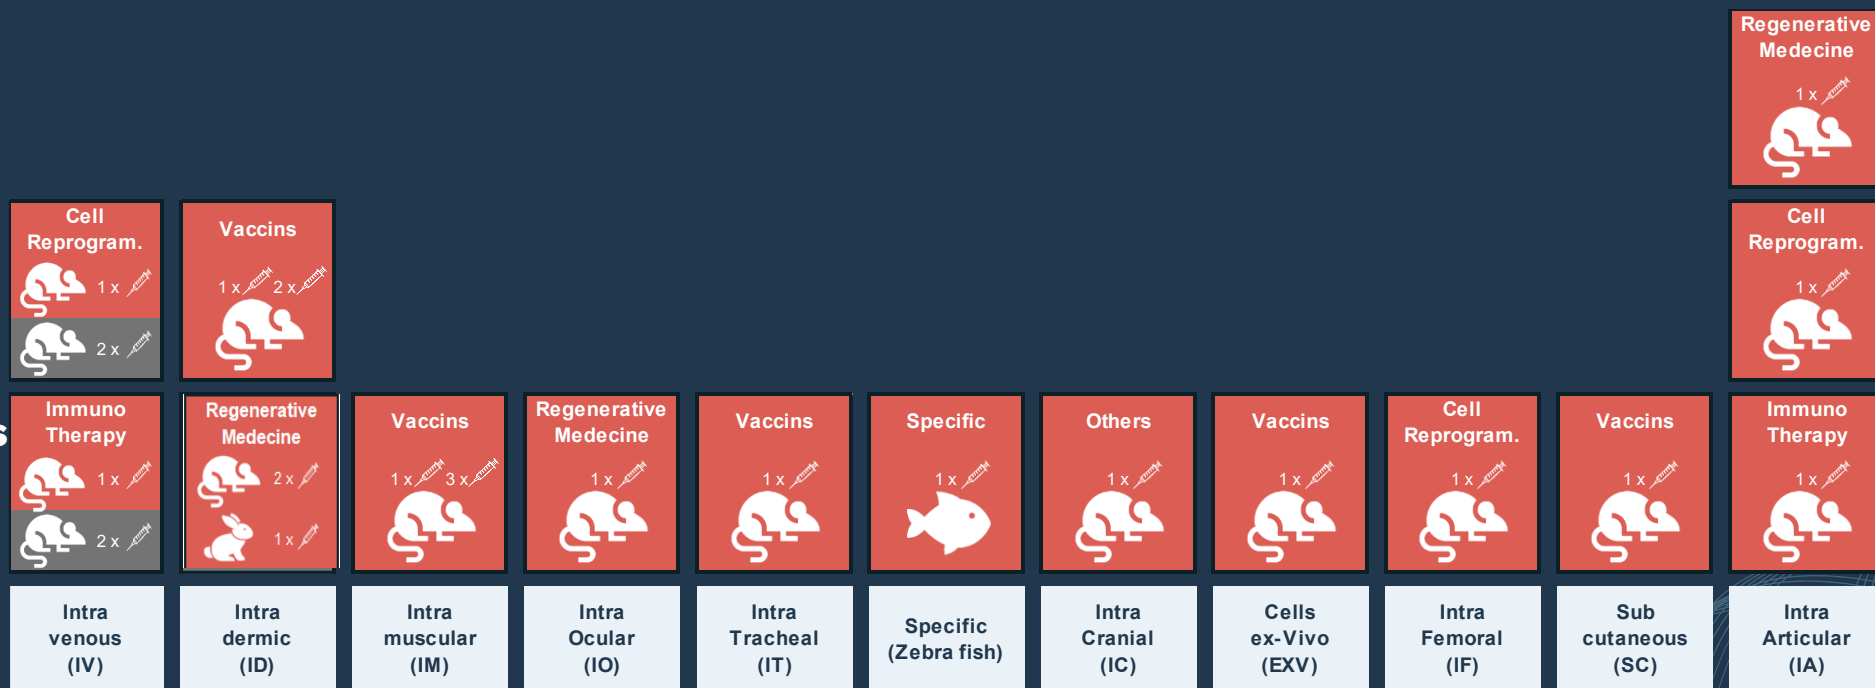 Regenerative
Medecine
1 x
Cell
Reprogram.
1 x
2 x
Vaccins
1 x 2 x
Cell
Reprogram.
1 x
s
Immuno
Therapy
1 x
2 x
Regenerative
Medecine
2 x
1 x
Vaccins
1 x 3 x
Regenerative
Medecine
1 x
Vaccins
1 x
Specific
1 x
Others
1 x
Vaccins
1 x
Cell
Reprogram.
1 x
Vaccins
1 x
Immuno
Therapy
1 x
Intra
venous
(IV)
Intra
dermic
(ID)
Intra
muscular
(IM)
Intra
Ocular
(IO)
Intra
Tracheal
(IT)
Specific
(Zebra fish)
Intra
Cranial
(IC)
Cells
ex-Vivo
(EXV)
Intra
Femoral
(IF)
Sub
cutaneous
(SC)
Intra
Articular
(IA)